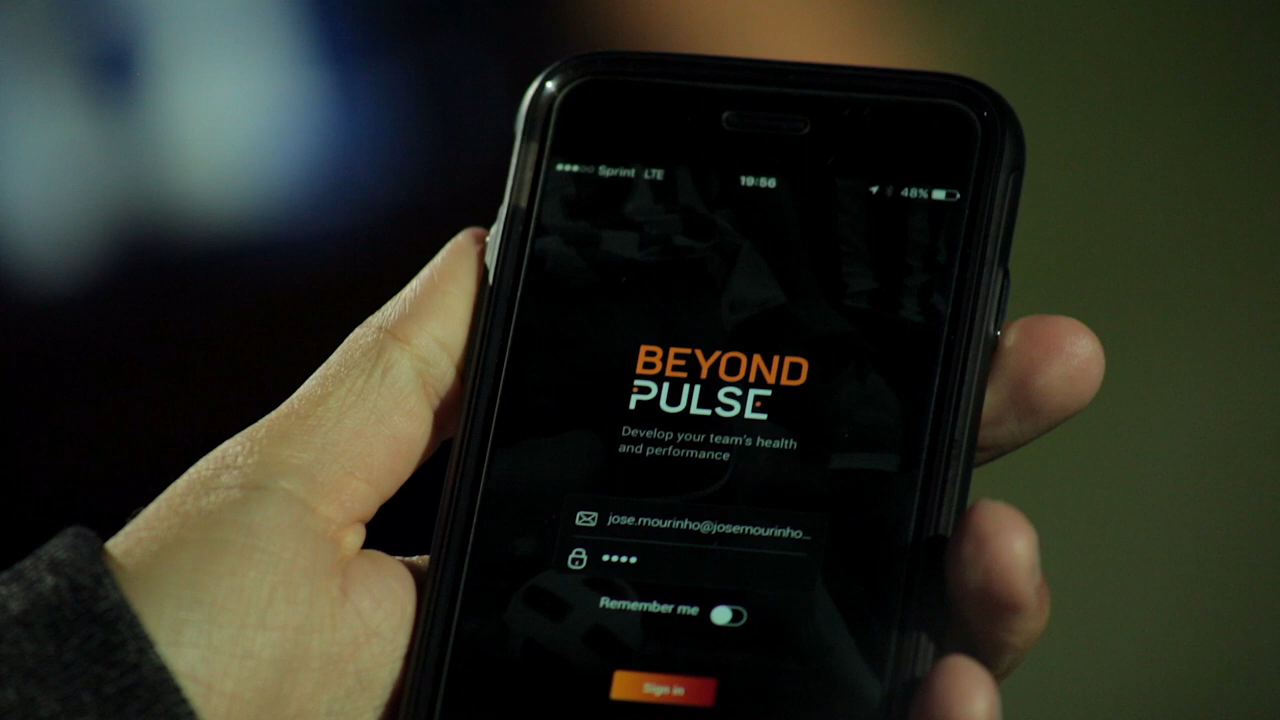 Sprint LTE 19:56 48%
BEYOND
PULSE
Develop your team's health
and performance
jose.mourinho@josemourinho...
••••
Remember me
Sign in